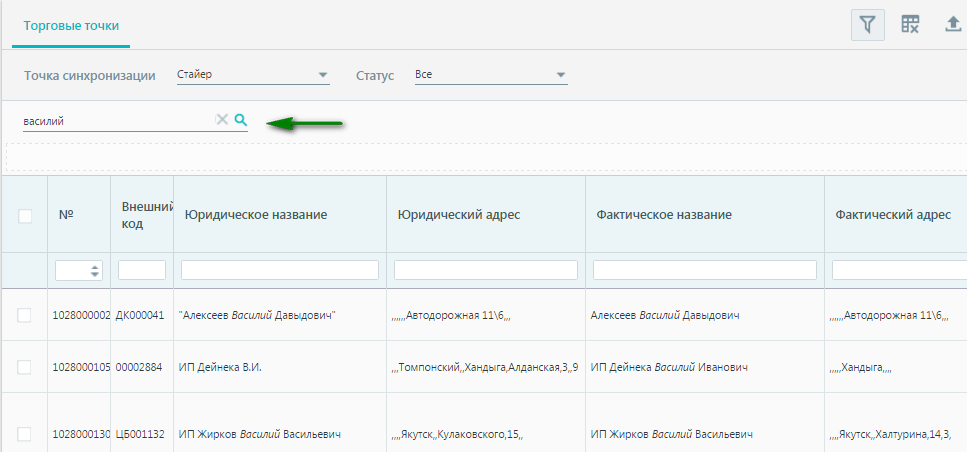 Торговые точки
Точка синхронизации Стайер Статус Все
василий
№ Внешний код Юридическое название Юридический адрес Фактическое название Фактический адрес
1028000002 ДК000041 "Алексеев Василий Давыдович" ,,,,,,Автодорожная 11\6,,, Алексеев Василий Давыдович ,,,,,,Автодорожная 11\6,,,
1028000105 00002884 ИП Дейнека В.И. ,,,Томпонский,,Хандыга,Алданская,3,,9 ИП Дейнека Василий Иванович ,,,,,Хандыга,,,,
1028000130 ЦБ001132 ИП Жирков Василий Васильевич ,,,,Якутск,,Кулаковского,15,, ИП Жирков Василий Васильевич ,,,,Якутск,,Халтурина,14,3,